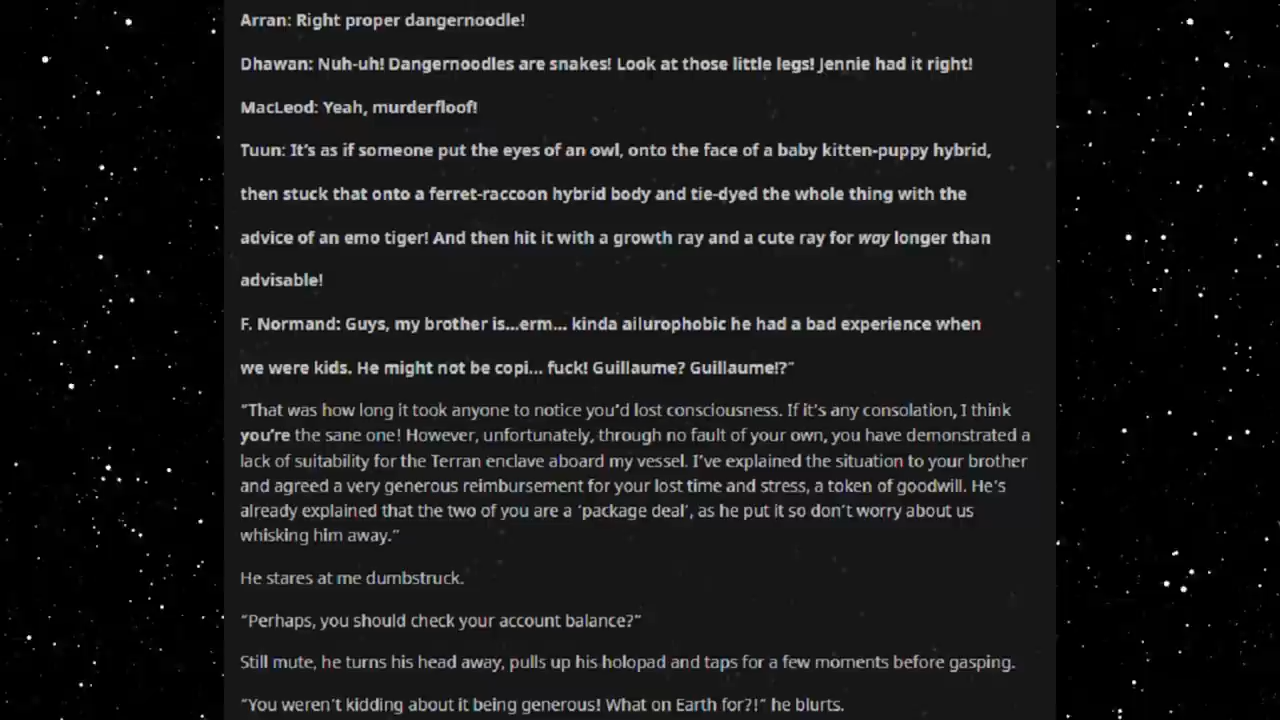 Arran: Right proper dangernoodle!
Dhawan: Nuh-uh! Dangernoodles are snakes! Look at those little legs! Jennie had it right!
MacLeod: Yeah, murderfloof!
Tuun: It's as if someone put the eyes of an owl, onto the face of a baby kitten-puppy hybrid,
then stuck that onto a ferret-raccoon hybrid body and tie-dyed the whole thing with the
advice of an emo tiger! And then hit it with a growth ray and a cute ray for way longer than
advisable!
F. Normand: Guys, my brother is...erm... kinda ailurophobic he had a bad experience when
we were kids. He might not be copi... fuck! Guillaume? Guillaume!?"
"That was how long it took anyone to notice you'd lost consciousness. If it's any consolation, I think
you're the sane one! However, unfortunately, through no fault of your own, you have demonstrated a
lack of suitability for the Terran enclave aboard my vessel. I've explained the situation to your brother
and agreed a very generous reimbursement for your lost time and stress, a token of goodwill. He's
already explained that the two of you are a 'package deal', as he put it so don't worry about us
whisking him away."
He stares at me dumbstruck.
"Perhaps, you should check your account balance?"
Still mute, he turns his head away, pulls up his holopad and taps for a few moments before gasping.
"You weren't kidding about it being generous! What on Earth for?!" he blurts.